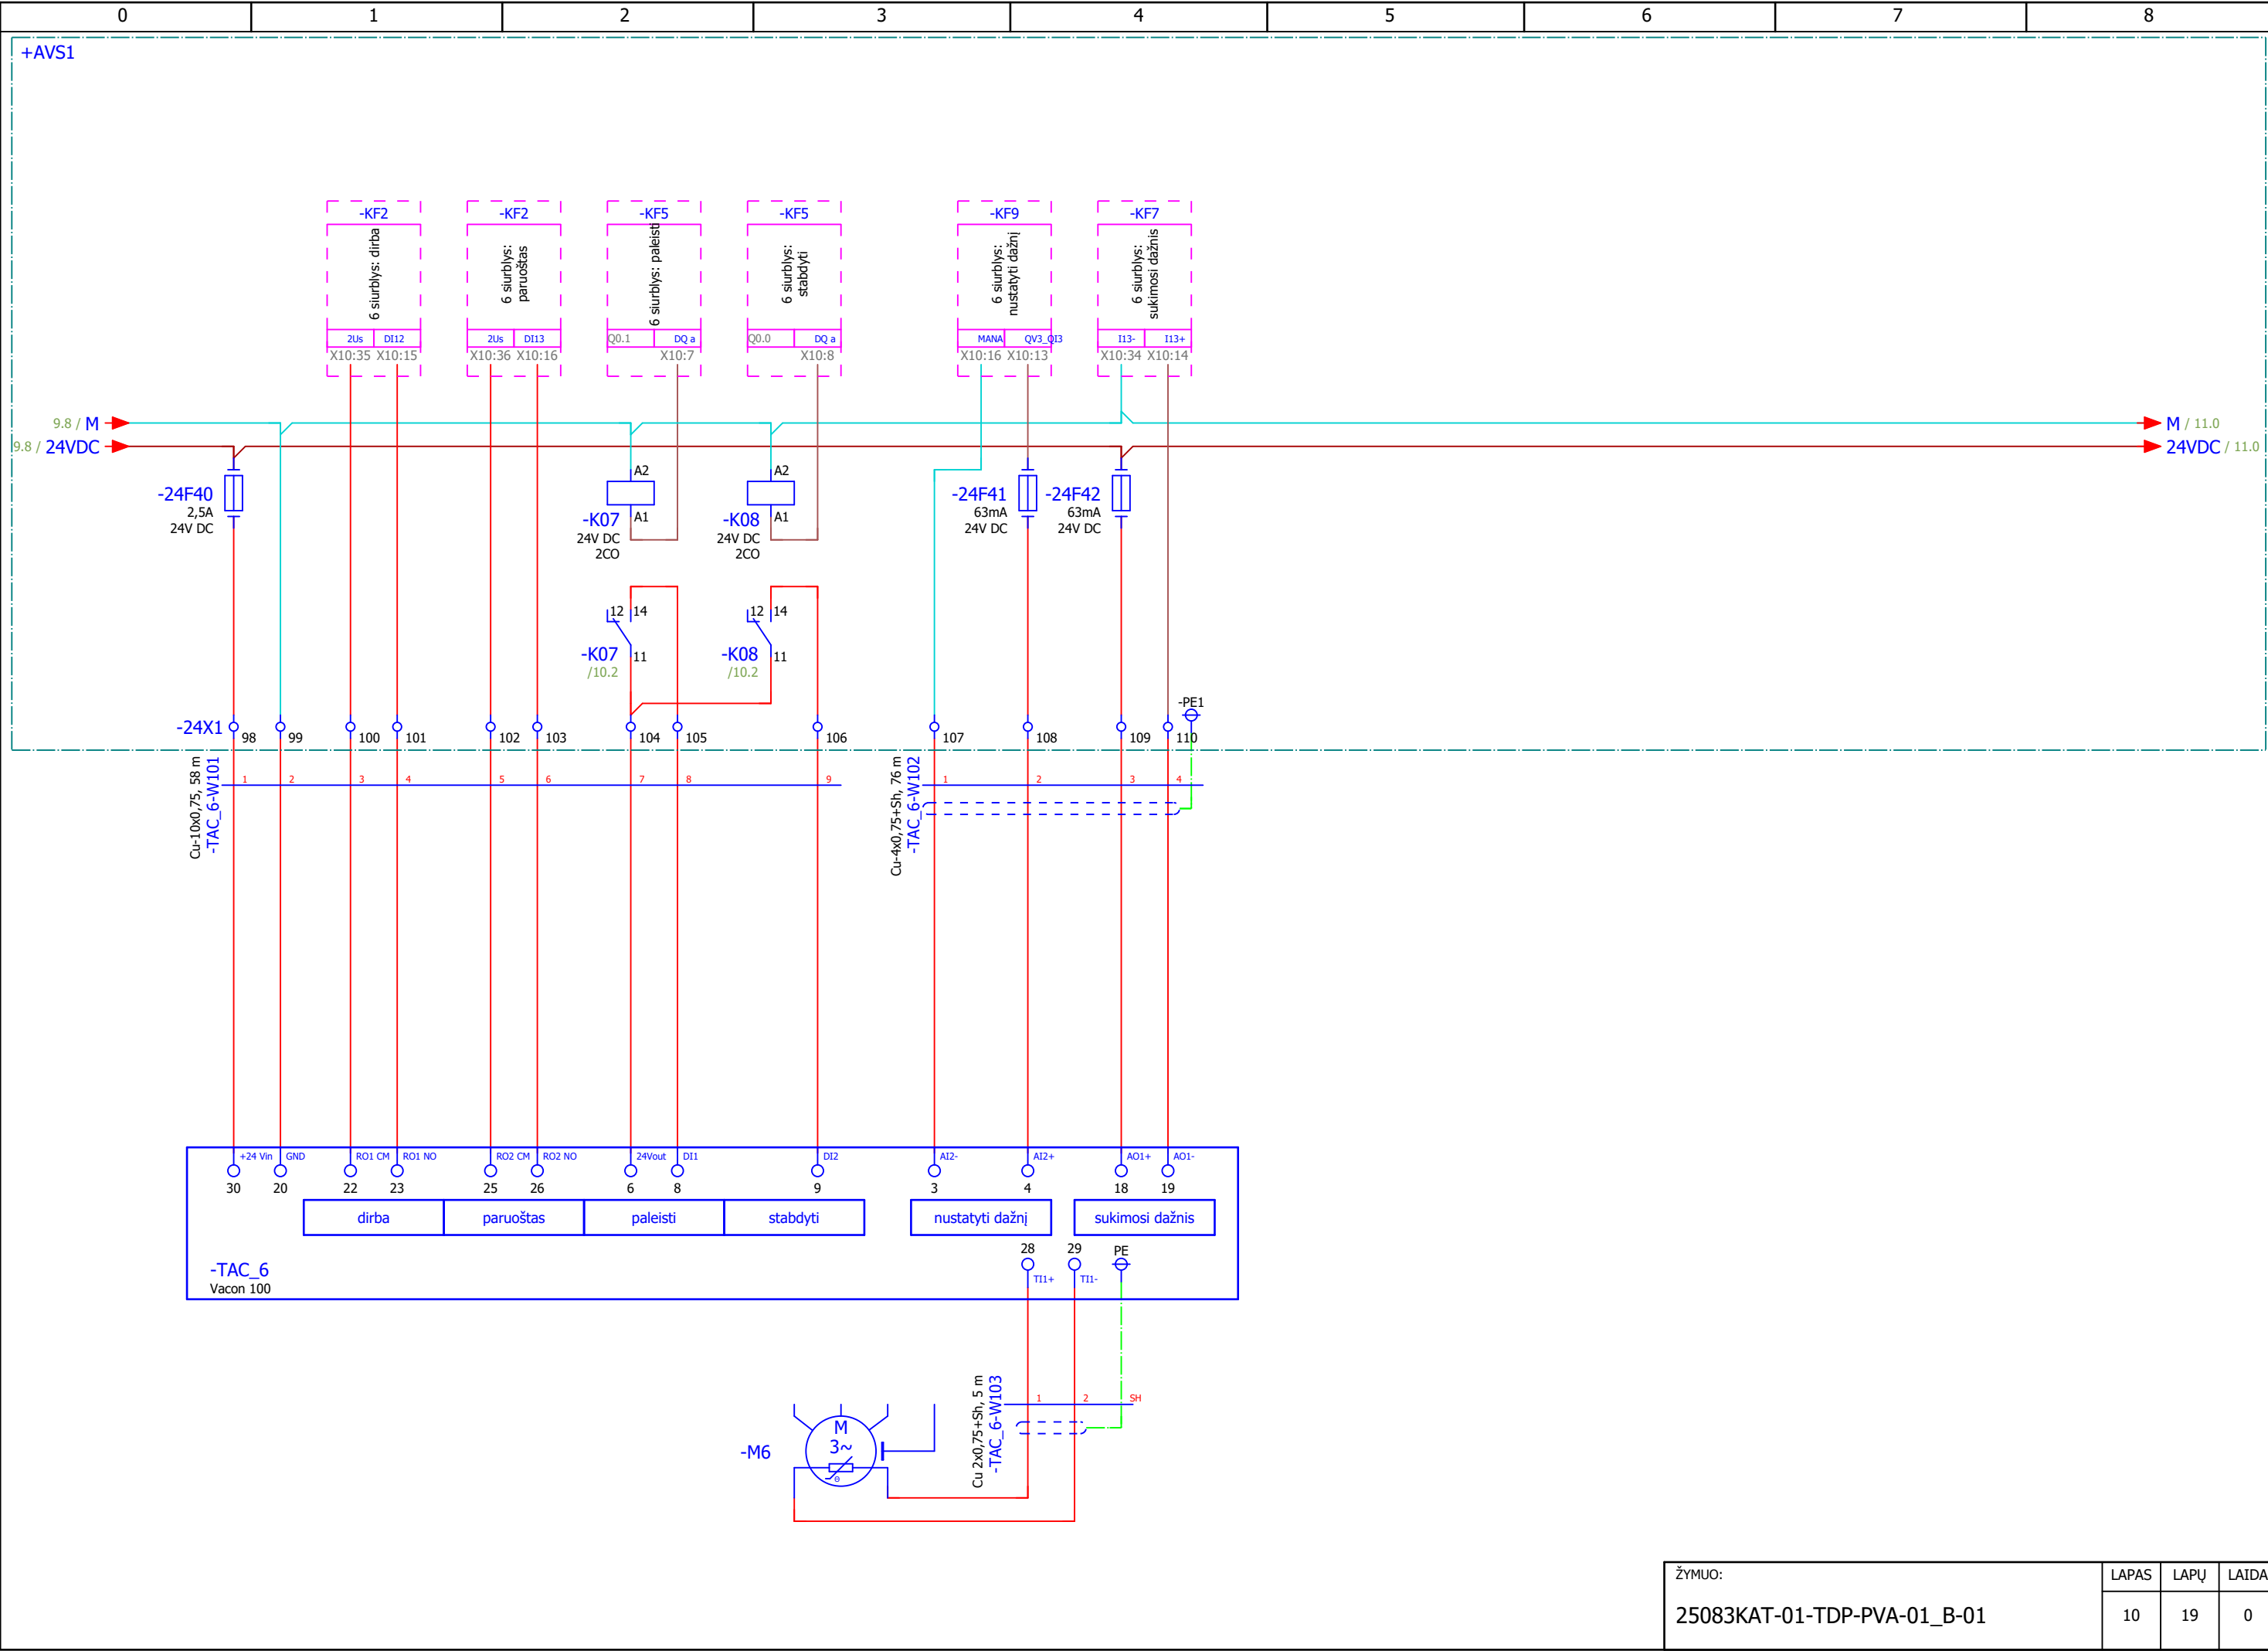 0 1 2 3 4 5 6 7 8
+AVS1
-KF2 -KF2 -KF5 -KF5 -KF9 -KF7
6 siurblys: dirba
6 siurblys:
paruoštas
6 siurblys: paleisti
6 siurblys:
stabdyti
6 siurblys:
nustatyti dažnį
6 siurblys:
sukimosi dažnis
2Us DI12 2Us DI13 Q0.1 DQ a Q0.0 DQ a MANA QV3_QI3 I13- I13+
X10:35 X10:15 X10:36 X10:16 X10:7 X10:8 X10:16 X10:13 X10:34 X10:14
9.8 / M M / 11.0
9.8 / 24VDC 24VDC / 11.0
-24F40
2,5A
24V DC
A2
A1
-K07
24V DC
2CO
A2
A1
-K08
24V DC
2CO
-24F41
63mA
24V DC
-24F42
63mA
24V DC
12 14
-K07 11
/10.2
12 14
-K08 11
/10.2
-PE1
-24X1 98 99 100 101 102 103 104 105 106 107 108 109 110
Cu-10x0,75, 58 m
-TAC_6-W101
1 2 3 4 5 6 7 8 9
Cu-4x0,75+Sh, 76 m
-TAC_6-W102
1 2 3 4
+24 Vin GND RO1 CM RO1 NO RO2 CM RO2 NO 24Vout DI1 DI2 AI2- AI2+ AO1+ AO1-
30 20 22 23 25 26 6 8 9 3 4 18 19
dirba paruoštas paleisti stabdyti nustatyti dažnį sukimosi dažnis
28 29 PE
TI1+ TI1-
-TAC_6
Vacon 100
Cu 2x0,75+Sh, 5 m
-TAC_6-W103
1 2 SH
-M6
M
3~
Θ
ŽYMUO: LAPAS LAPŲ LAIDA
25083KAT-01-TDP-PVA-01_B-01 10 19 0